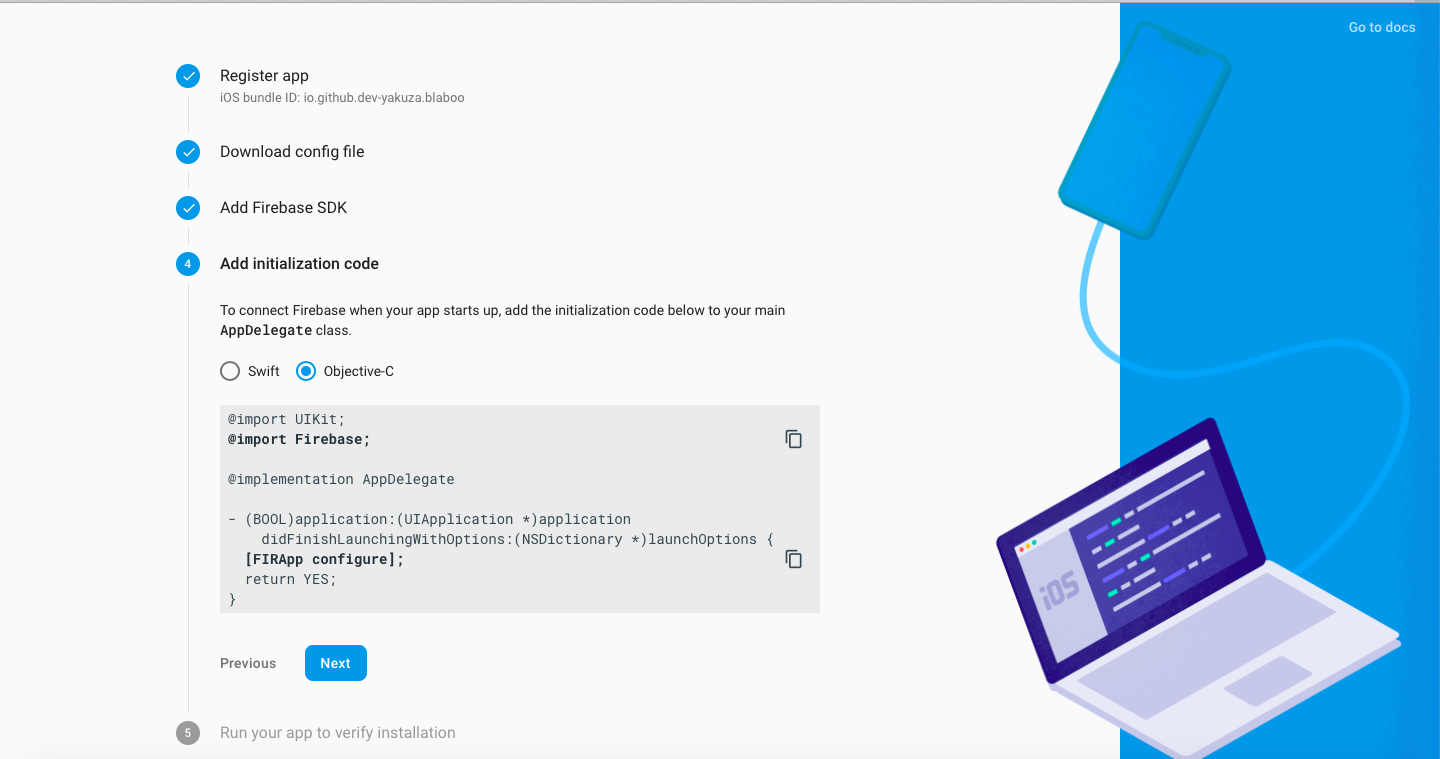 Go to docs
Register app
iOS bundle ID: io.github.dev-yakuza.blaboo
Download config file
Add Firebase SDK
4 Add initialization code
To connect Firebase when your app starts up, add the initialization code below to your main
AppDelegate class.
Swift Objective-C
@import UIKit;
@import Firebase;
@implementation AppDelegate
- (BOOL)application:(UIApplication *)application
didFinishLaunchingWithOptions:(NSDictionary *)launchOptions {
[FIRApp configure];
return YES;
}
Previous Next
5 Run your app to verify installation
iOS